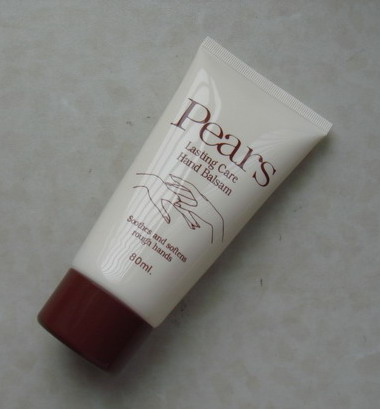 Pears
Lasting Care
Hand Balsam
Soothes and softens
rough hands
80ml.